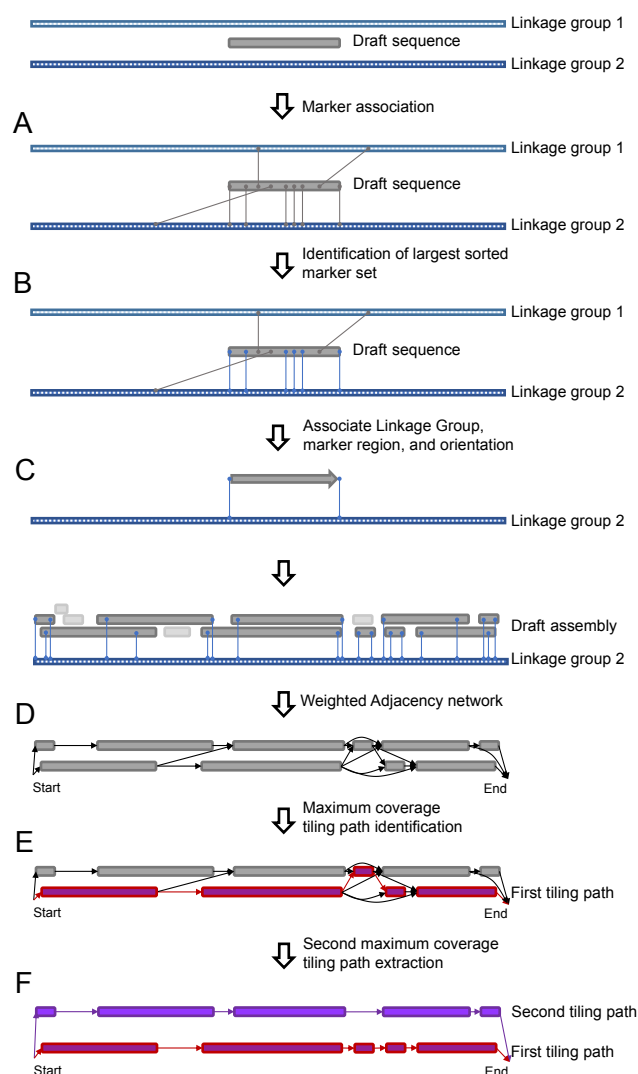 Linkage group 1
Draft sequence
Linkage group 2
Marker association
A
Linkage group 1
Draft sequence
Linkage group 2
Identification of largest sorted
marker set
B
Linkage group 1
Draft sequence
Linkage group 2
Associate Linkage Group,
marker region, and orientation
C
Linkage group 2
Draft assembly
Linkage group 2
Weighted Adjacency network
D
Start
End
Maximum coverage
tiling path identification
E
First tiling path
Start
End
Second maximum coverage
tiling path extraction
F
Second tiling path
First tiling path
Start
End